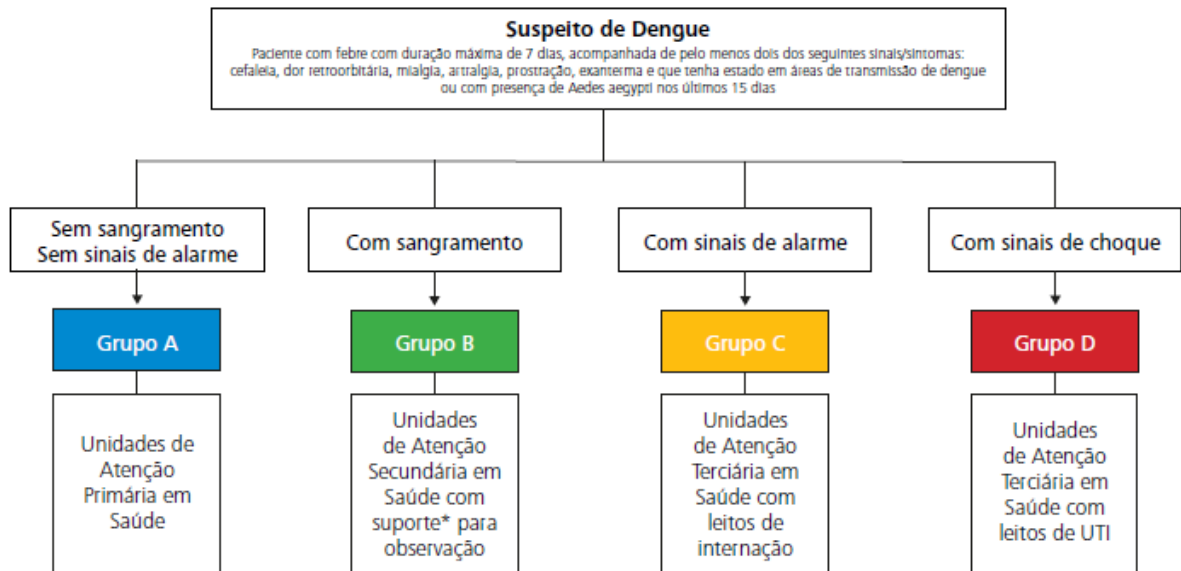 Suspeito de Dengue
Paciente com febre com duração máxima de 7 dias, acompanhada de pelo menos dois dos seguintes sinais/sintomas:
cefaleia, dor retroorbitária, mialgia, artralgia, prostração, exanterma e que tenha estado em áreas de transmissão de dengue
ou com presença de Aedes aegypti nos últimos 15 dias
Sem sangramento
Sem sinais de alarme
Com sangramento
Com sinais de alarme
Com sinais de choque
Grupo A
Grupo B
Grupo C
Grupo D
Unidades de
Atenção
Primária em
Saúde
Unidades
de Atenção
Secundária em
Saúde com
suporte* para
observação
Unidades
de Atenção
Terciária em
Saúde com
leitos de
internação
Unidades
de Atenção
Terciária em
Saúde com
leitos de UTI